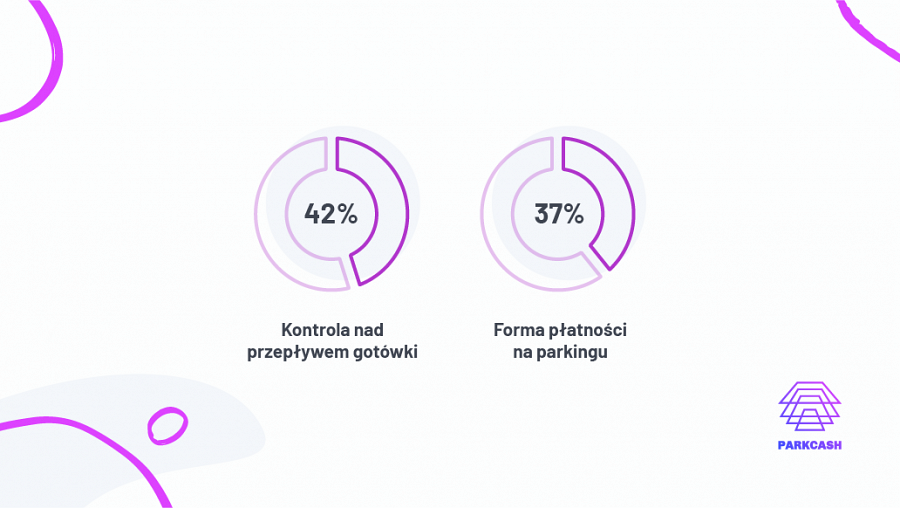 42%
37%
Kontrola nad
przepływem gotówki
Forma płatności
na parkingu
PARKCASH